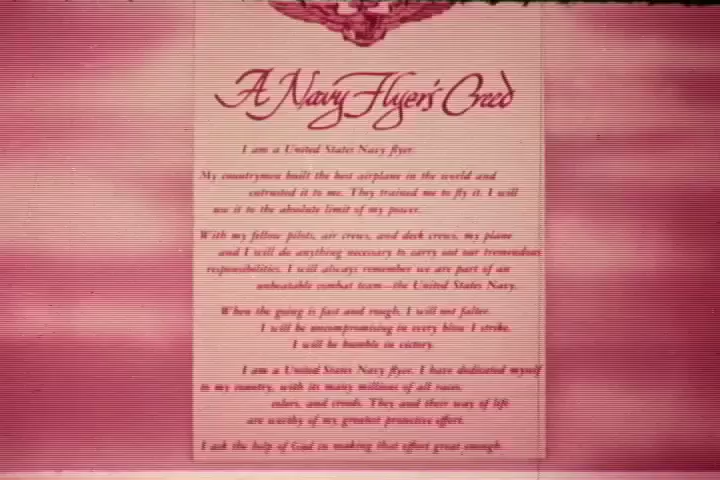 A Navy Flyer's Creed
I am a United States Navy flyer.
My countrymen built the best airplane in the world and
entrusted it to me. They trained me to fly it. I will
use it to the absolute limit of my power.
With my fellow pilots, air crews, and deck crews, my plane
and I will do anything necessary to carry out our tremendous
responsibilities. I will always remember we are part of an
unbeatable combat team—the United States Navy.
When the going is fast and rough, I will not falter.
I will be uncompromising in every blow I strike.
I will be humble in victory.
I am a United States Navy flyer. I have dedicated myself
to my country, with its many millions of all races,
colors, and creeds. They and their way of life
are worthy of my greatest protective effort.
I ask the help of God in making that effort great enough.